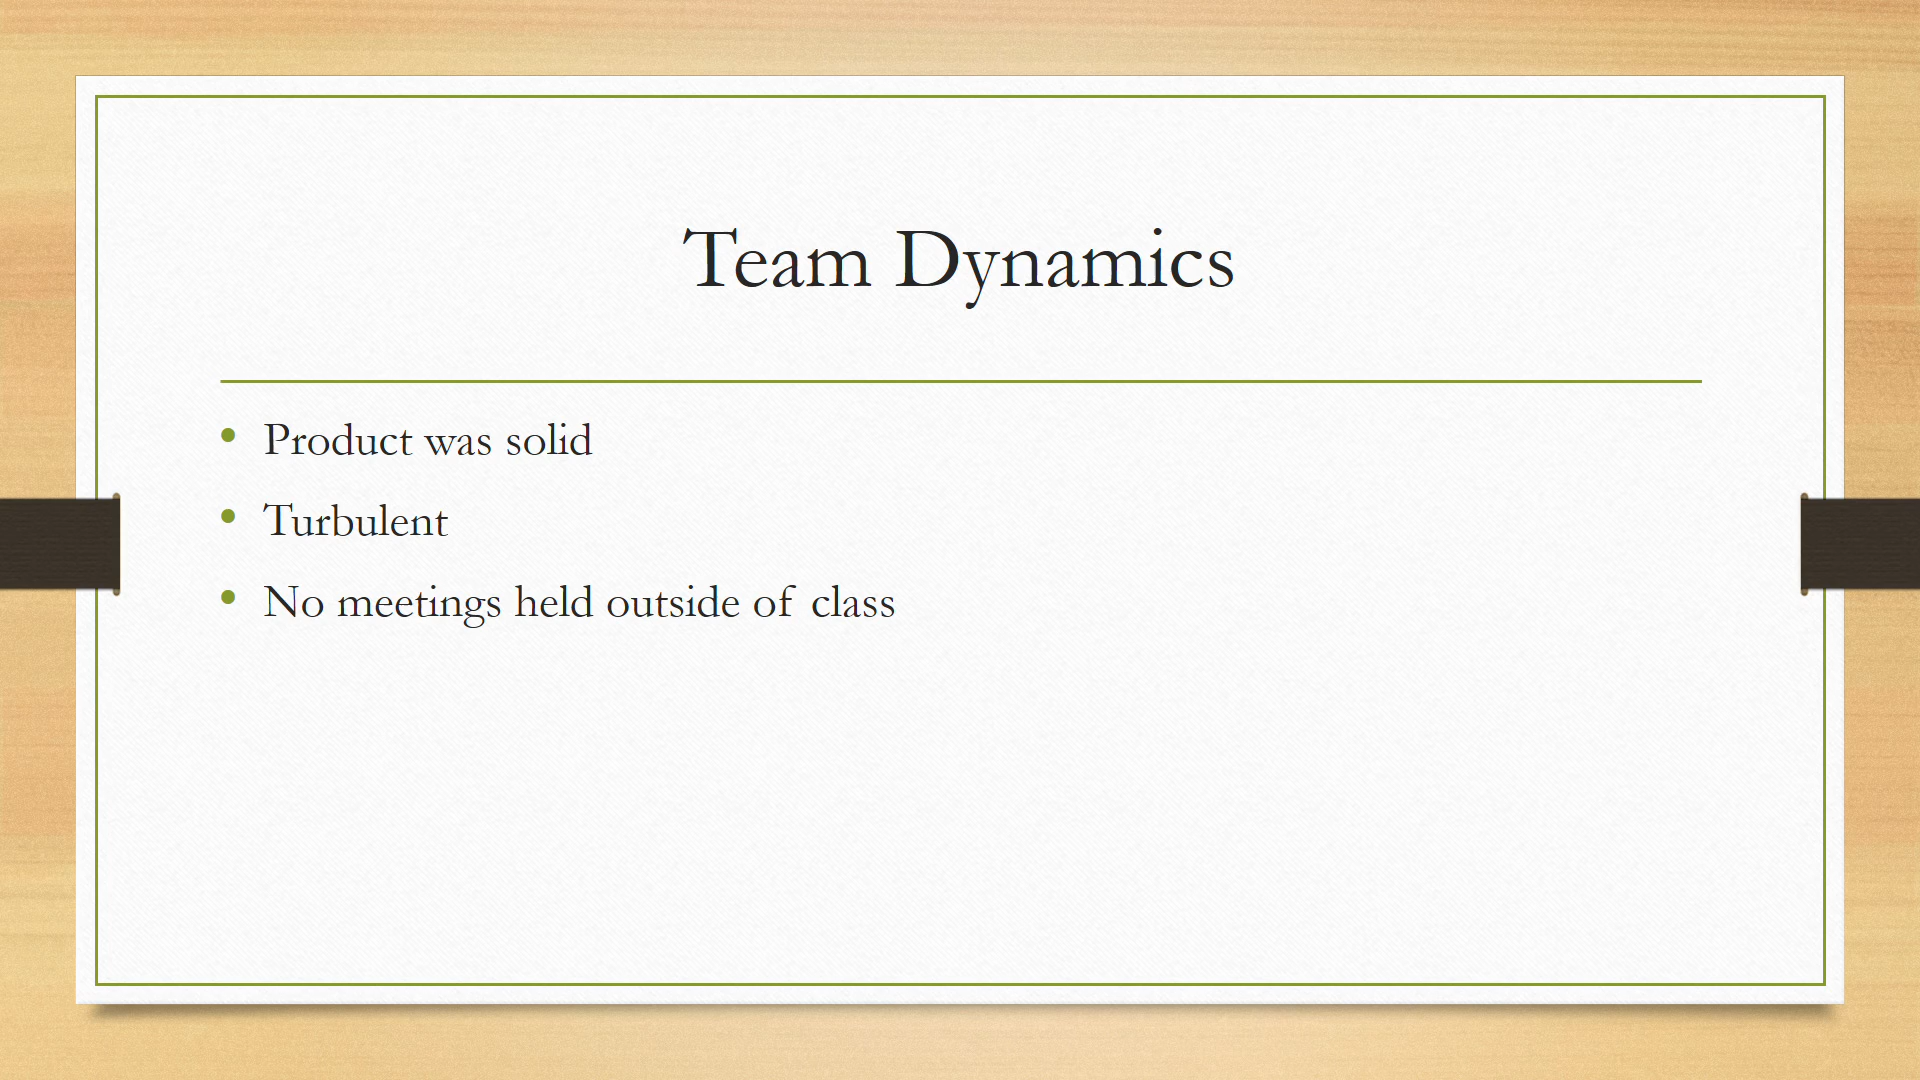 Team Dynamics
Product was solid
Turbulent
No meetings held outside of class